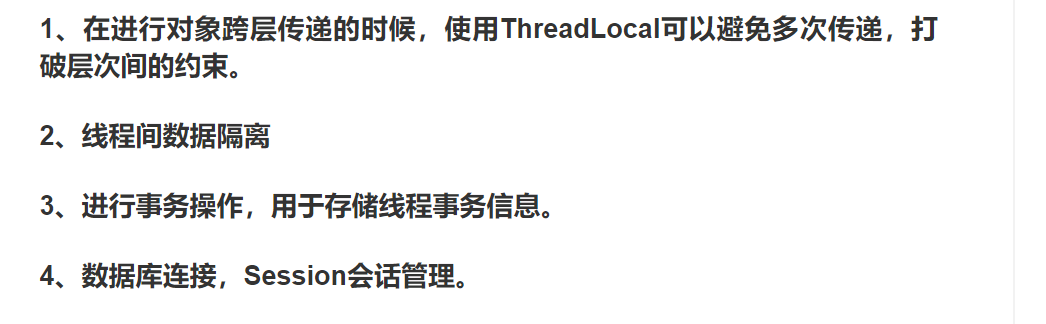 1、在进行对象跨层传递的时候，使用ThreadLocal可以避免多次传递，打
破层次间的约束。
2、线程间数据隔离
3、进行事务操作，用于存储线程事务信息。
4、数据库连接，Session会话管理。